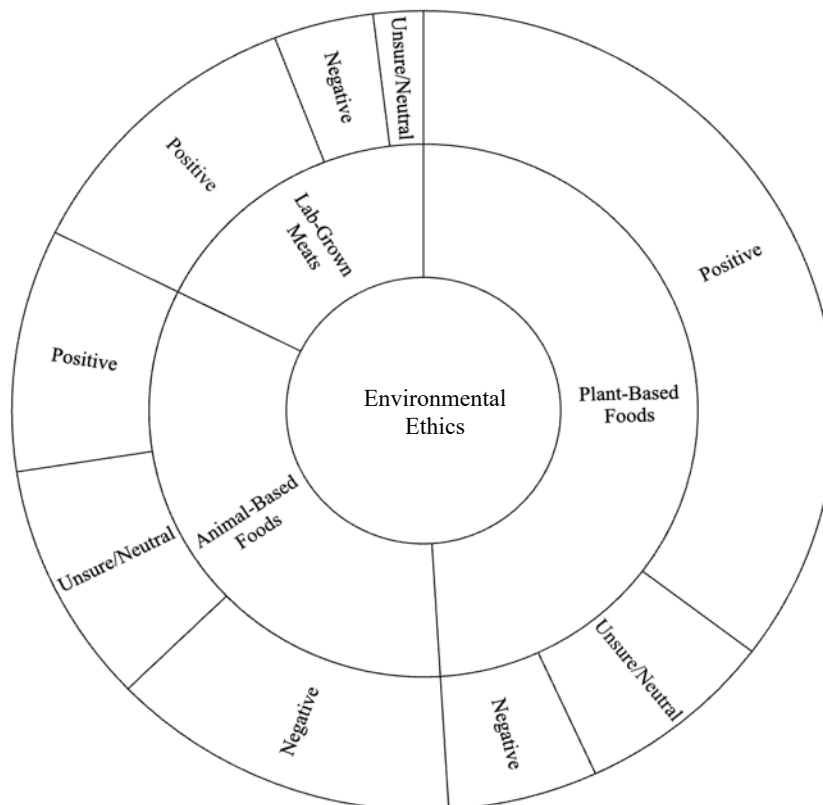 Environmental
Ethics
Plant-Based
Foods
Positive
Unsure/Neutral
Negative
Animal-Based
Foods
Negative
Unsure/Neutral
Positive
Lab-Grown
Meats
Positive
Negative
Unsure/Neutral